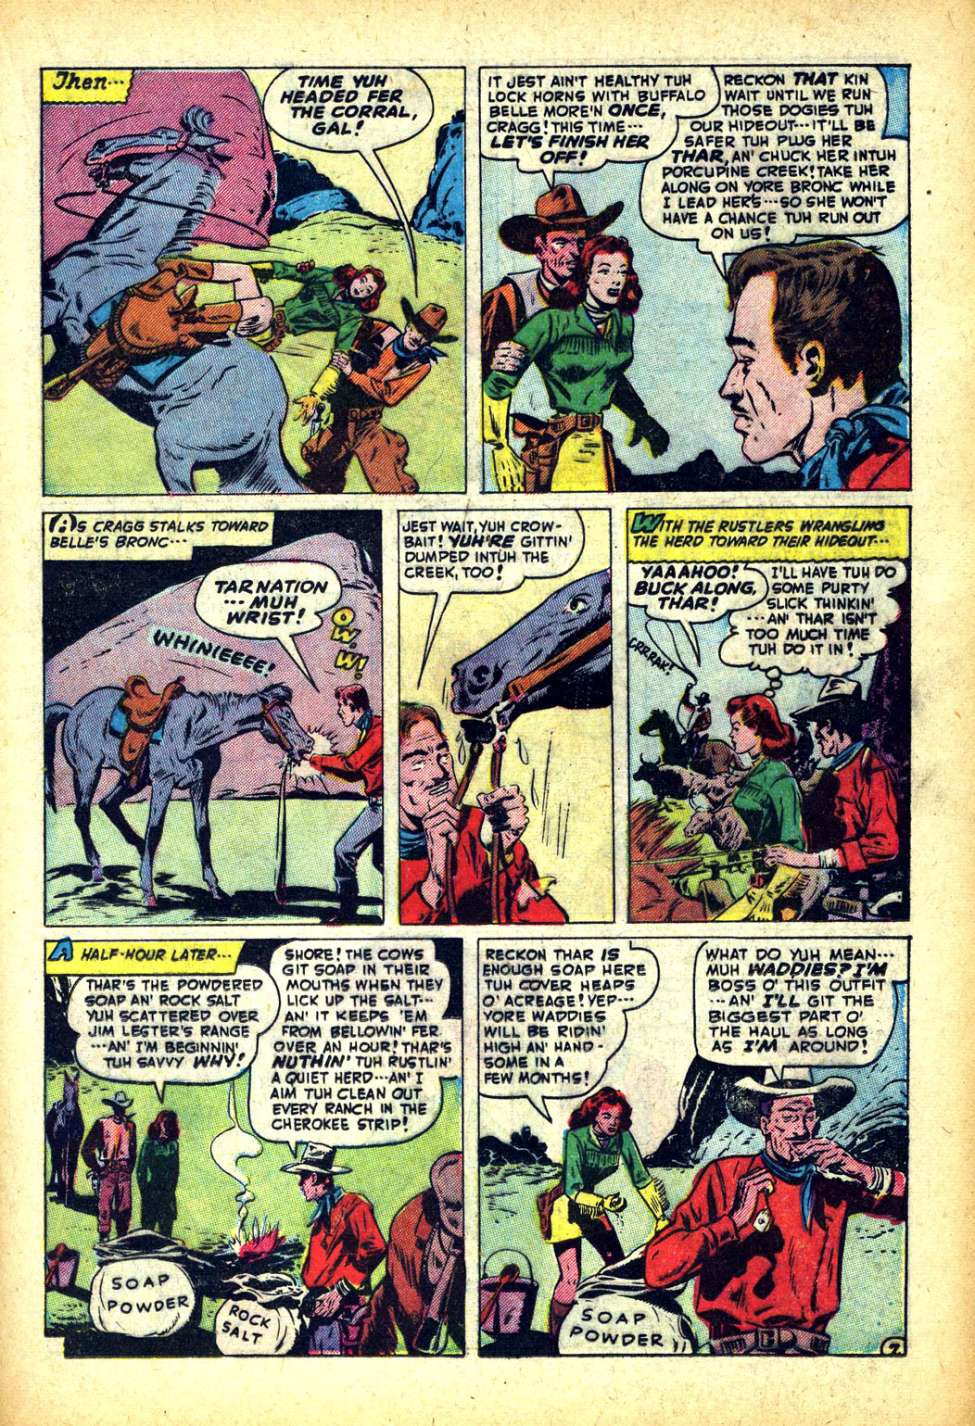 Then...
TIME YUH
HEADED FER
THE CORRAL,
GAL!
IT JEST AIN'T HEALTHY TUH
LOCK HORNS WITH BUFFALO
BELLE MORE'N ONCE,
CRAGG! THIS TIME...
LET'S FINISH HER
OFF!
RECKON THAT KIN
WAIT UNTIL WE RUN
THOSE DOGIES TUH
OUR HIDEOUT...IT'LL BE
SAFER TUH PLUG HER
THAR, AN' CHUCK HER INTUH
PORCUPINE CREEK! TAKE HER
ALONG ON YORE BRONC WHILE
I LEAD HER'S...SO SHE WON'T
HAVE A CHANCE TUH RUN OUT
ON US!
AS CRAGG STALKS TOWARD
BELLE'S BRONC...
TARNATION
...MUH
WRIST!
OWW!
WHINIEEEE!
JEST WAIT, YUH CROW-
BAIT! YUH'RE GITTIN'
DUMPED INTUH THE
CREEK, TOO!
WITH THE RUSTLERS WRANGLING
THE HERD TOWARD THEIR HIDEOUT...
YAAAHOO!
BUCK ALONG,
THAR!
GRRRAK!
I'LL HAVE TUH DO
SOME PURTY
SLICK THINKIN'
...AN' THAR ISN'T
TOO MUCH TIME
TUH DO IT IN!
A HALF-HOUR LATER...
THAR'S THE POWDERED
SOAP AN' ROCK SALT
YUH SCATTERED OVER
JIM LESTER'S RANGE
...AN' I'M BEGINNIN'
TUH SAVVY WHY!
SHORE! THE COWS
GIT SOAP IN THEIR
MOUTHS WHEN THEY
LICK UP THE SALT...
AN' IT KEEPS 'EM
FROM BELLOWIN' FER
OVER AN HOUR! THAR'S
NUTHIN' TUH RUSTLIN'
A QUIET HERD...AN' I
AIM TUH CLEAN OUT
EVERY RANCH IN THE
CHEROKEE STRIP!
SOAP
POWDER
ROCK
SALT
RECKON THAR IS
ENOUGH SOAP HERE
TUH COVER HEAPS
O' ACREAGE! YEP...
YORE WADDIES
WILL BE RIDIN'
HIGH AN' HAND-
SOME IN A
FEW MONTHS!
WHAT DO YUH MEAN...
MUH WADDIES? I'M
BOSS O' THIS OUTFIT
...AN' I'LL GIT THE
BIGGEST PART O'
THE HAUL AS LONG
AS I'M AROUND!
SOAP
POWDER
7